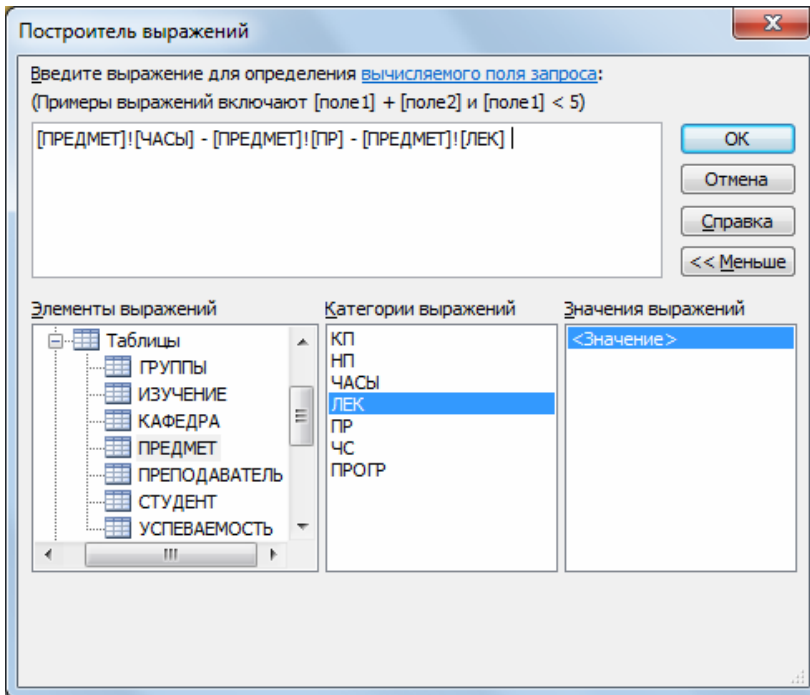 Построитель выражений
Введите выражение для определения вычисляемого поля запроса:
(Примеры выражений включают [поле1] + [поле2] и [поле1] < 5)
[ПРЕДМЕТ]![ЧАСЫ] - [ПРЕДМЕТ]![ПР] - [ПРЕДМЕТ]![ЛЕК]
ОК
Отмена
Справка
<< Меньше
Элементы выражений
Таблицы
ГРУППЫ
ИЗУЧЕНИЕ
КАФЕДРА
ПРЕДМЕТ
ПРЕПОДАВАТЕЛЬ
СТУДЕНТ
УСПЕВАЕМОСТЬ
Категории выражений
КП
НП
ЧАСЫ
ЛЕК
ПР
ЧС
ПРОГР
Значения выражений
<Значение>